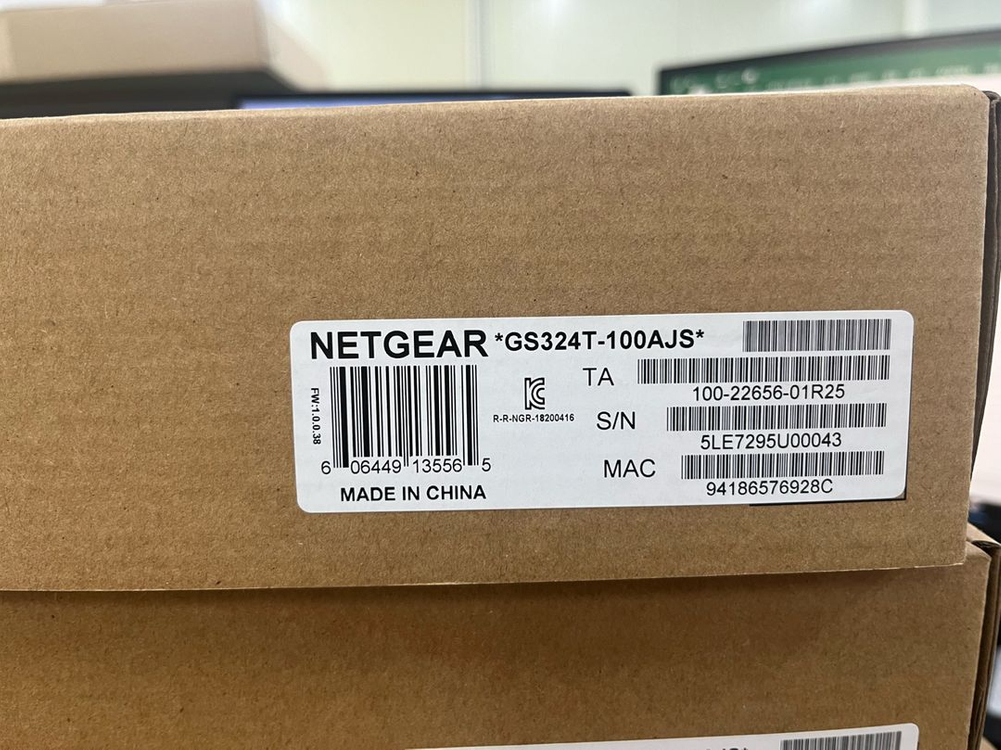 NETGEAR *GS324T-100AJS*
FW:1.0.0.38
6 06449 13556 5
MADE IN CHINA
R-R-NGR-18200416
TA
100-22656-01R25
S/N
5LE7295U00043
MAC
94186576928C